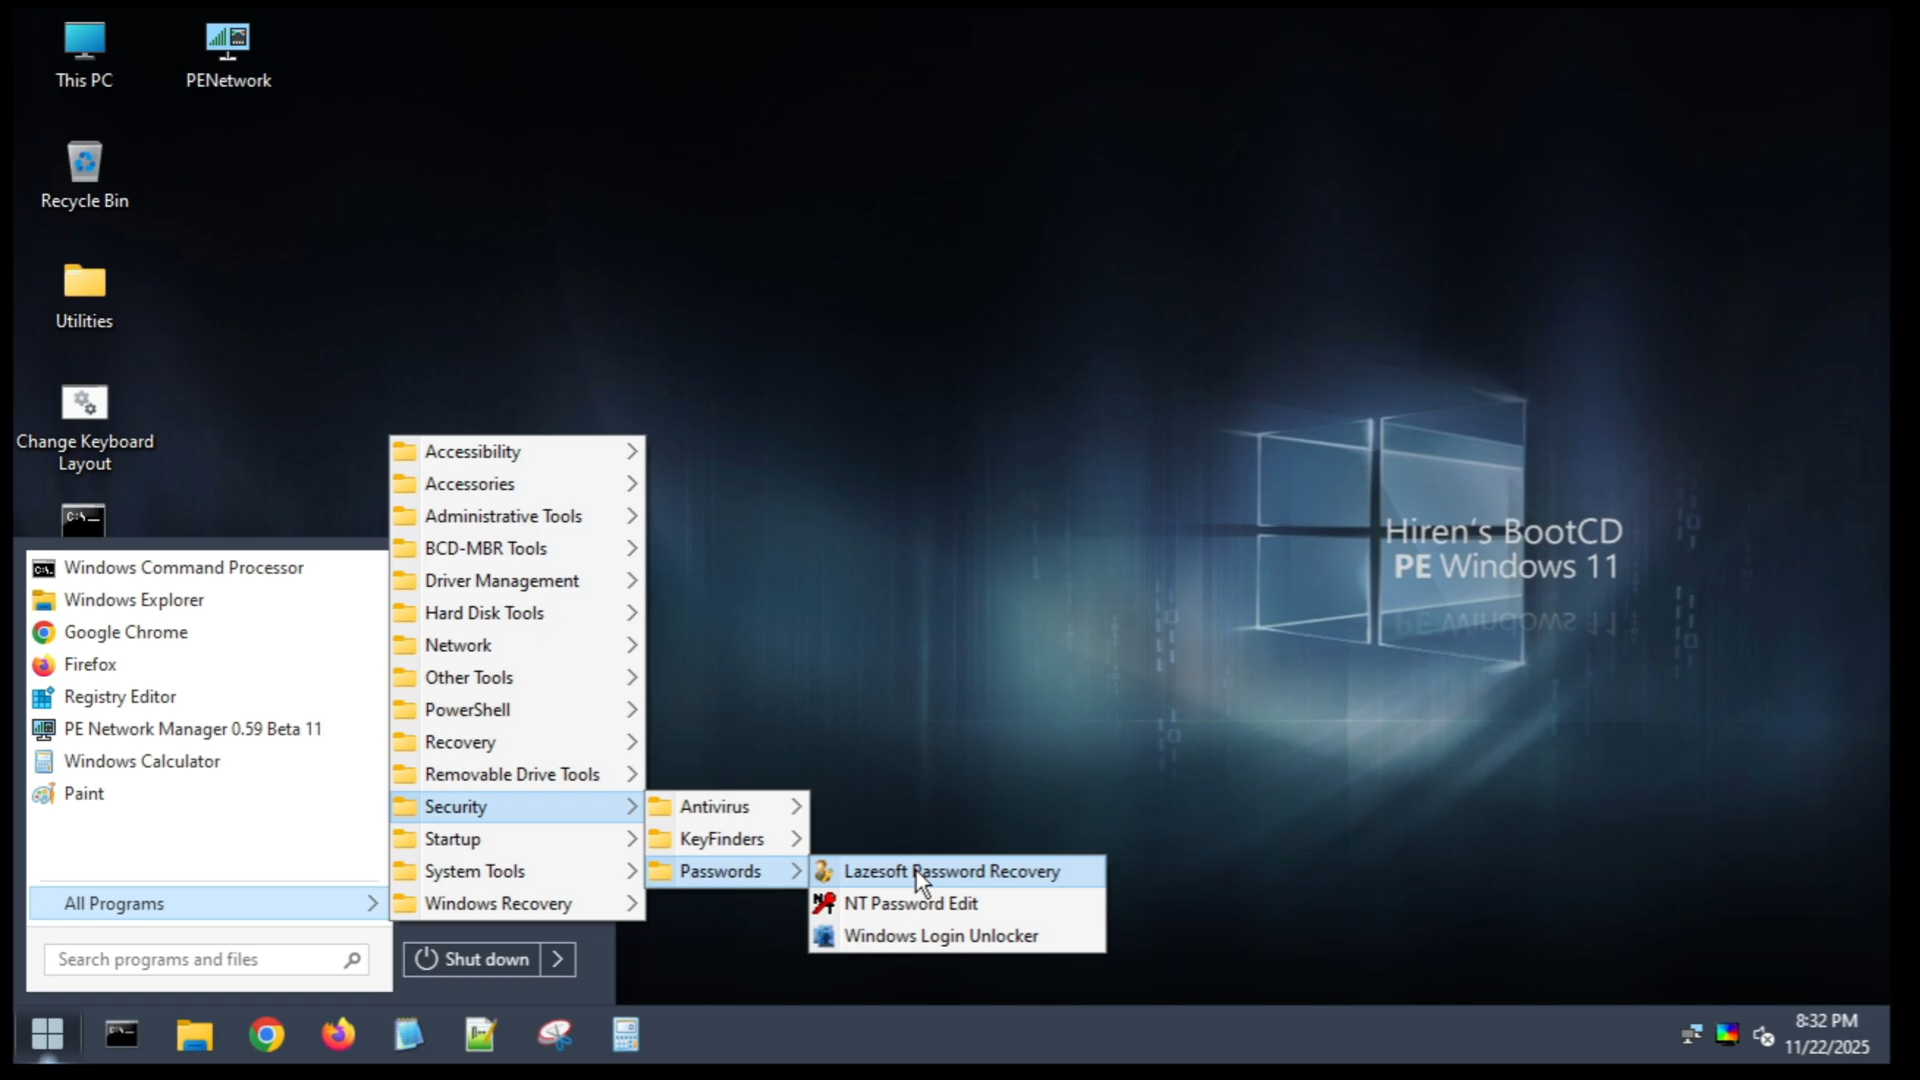 This PC
PENetwork
Recycle Bin
Utilities
Change Keyboard
Layout
C:\_
Windows Command Processor
Windows Explorer
Google Chrome
Firefox
Registry Editor
PE Network Manager 0.59 Beta 11
Windows Calculator
Paint
All Programs
Search programs and files
Shut down
Accessibility
Accessories
Administrative Tools
BCD-MBR Tools
Driver Management
Hard Disk Tools
Network
Other Tools
PowerShell
Recovery
Removable Drive Tools
Security
Startup
System Tools
Windows Recovery
Antivirus
KeyFinders
Passwords
Lazesoft Password Recovery
NT Password Edit
Windows Login Unlocker
Hiren's BootCD
PE Windows 11
8:32 PM
11/22/2025